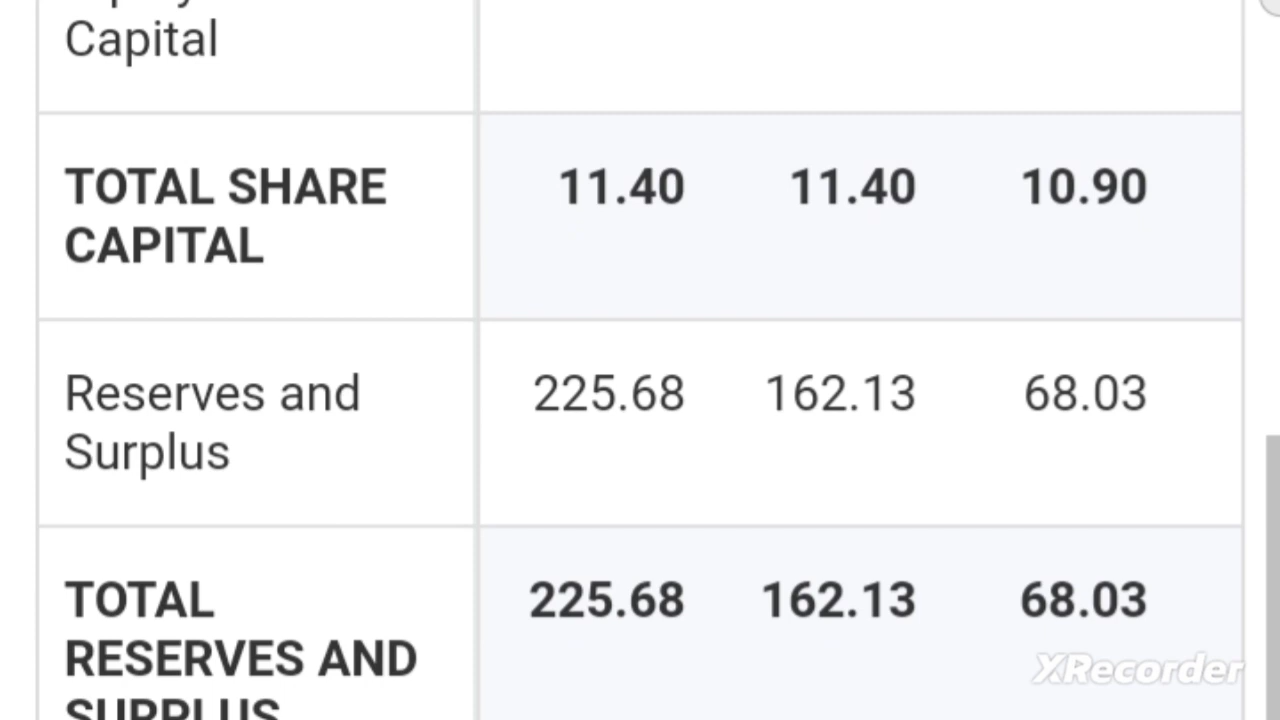 Capital
TOTAL SHARE 11.40 11.40 10.90
CAPITAL
Reserves and 225.68 162.13 68.03
Surplus
TOTAL 225.68 162.13 68.03
RESERVES AND
SURPLUS
XRecorder